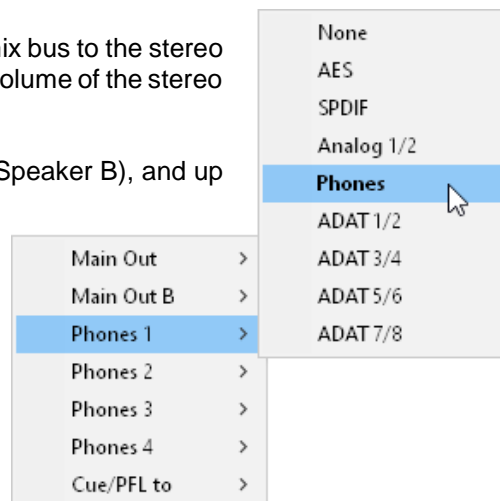 ix bus to the stereo
olume of the stereo
Speaker B), and up
Main Out
Main Out B
Phones 1
Phones 2
Phones 3
Phones 4
Cue/PFL to
None
AES
SPDIF
Analog 1/2
Phones
ADAT 1/2
ADAT 3/4
ADAT 5/6
ADAT 7/8